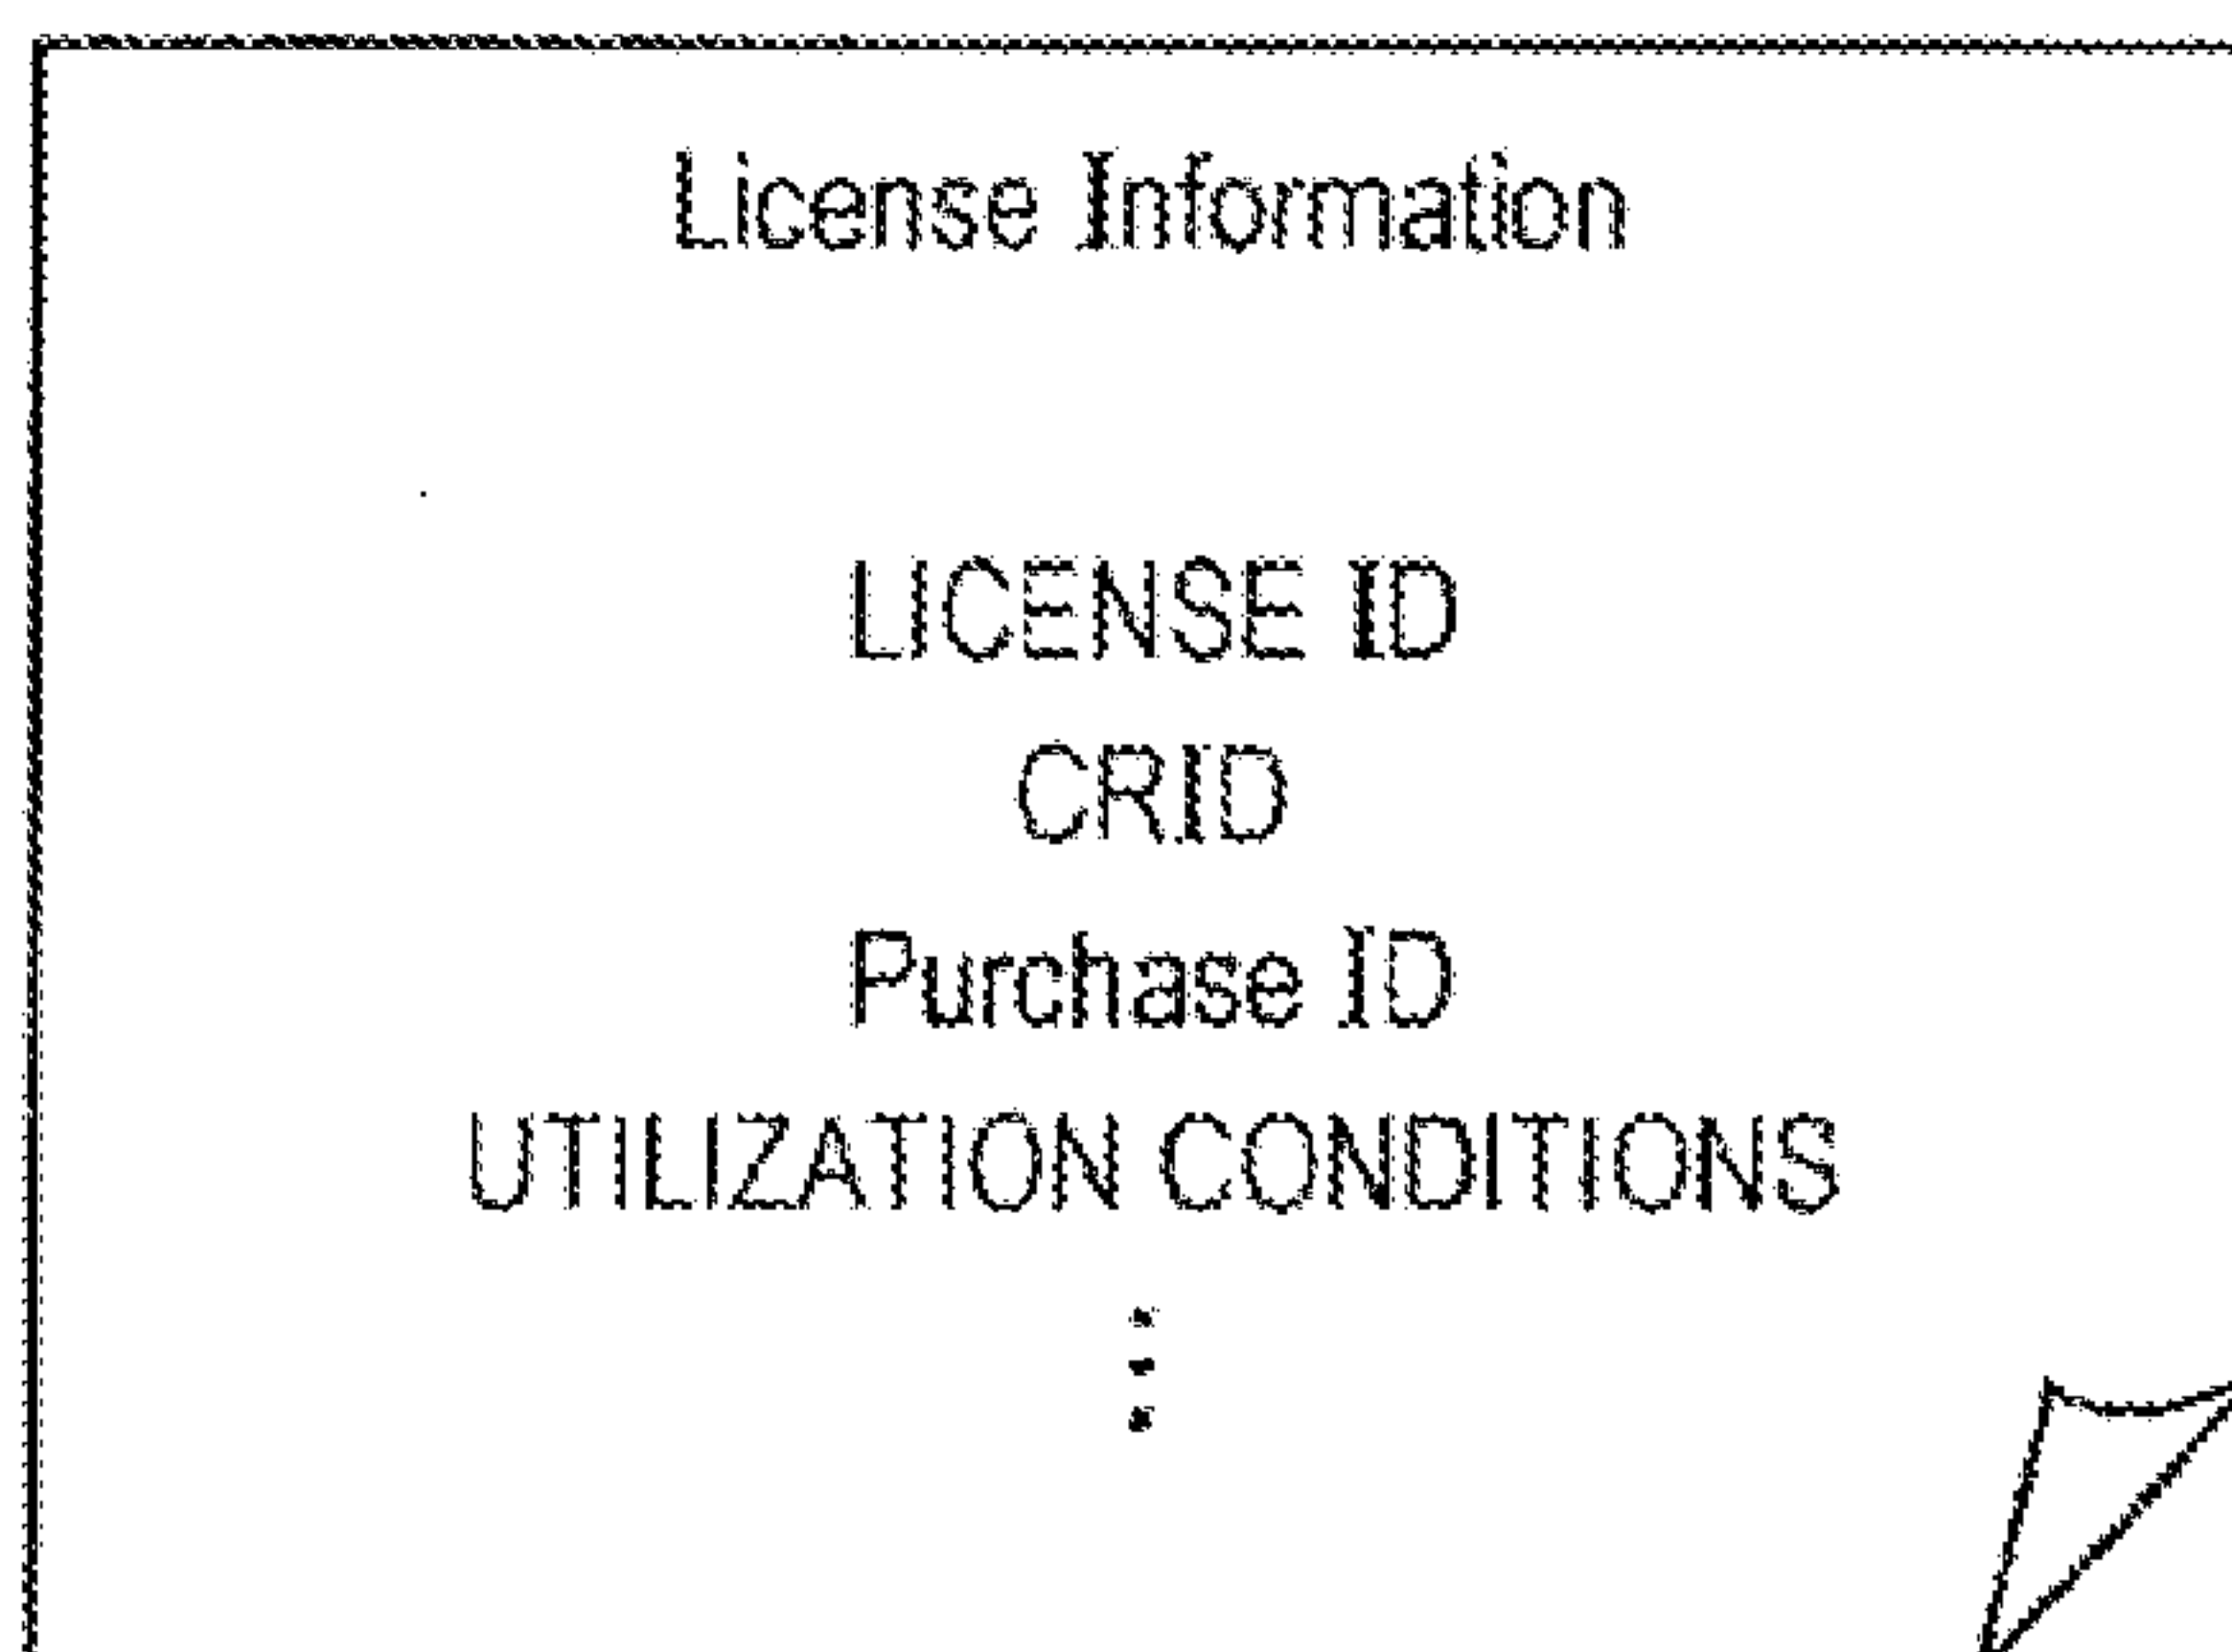 License Information
LICENSE ID
CRID
Purchase ID
UTILIZATION CONDITIONS